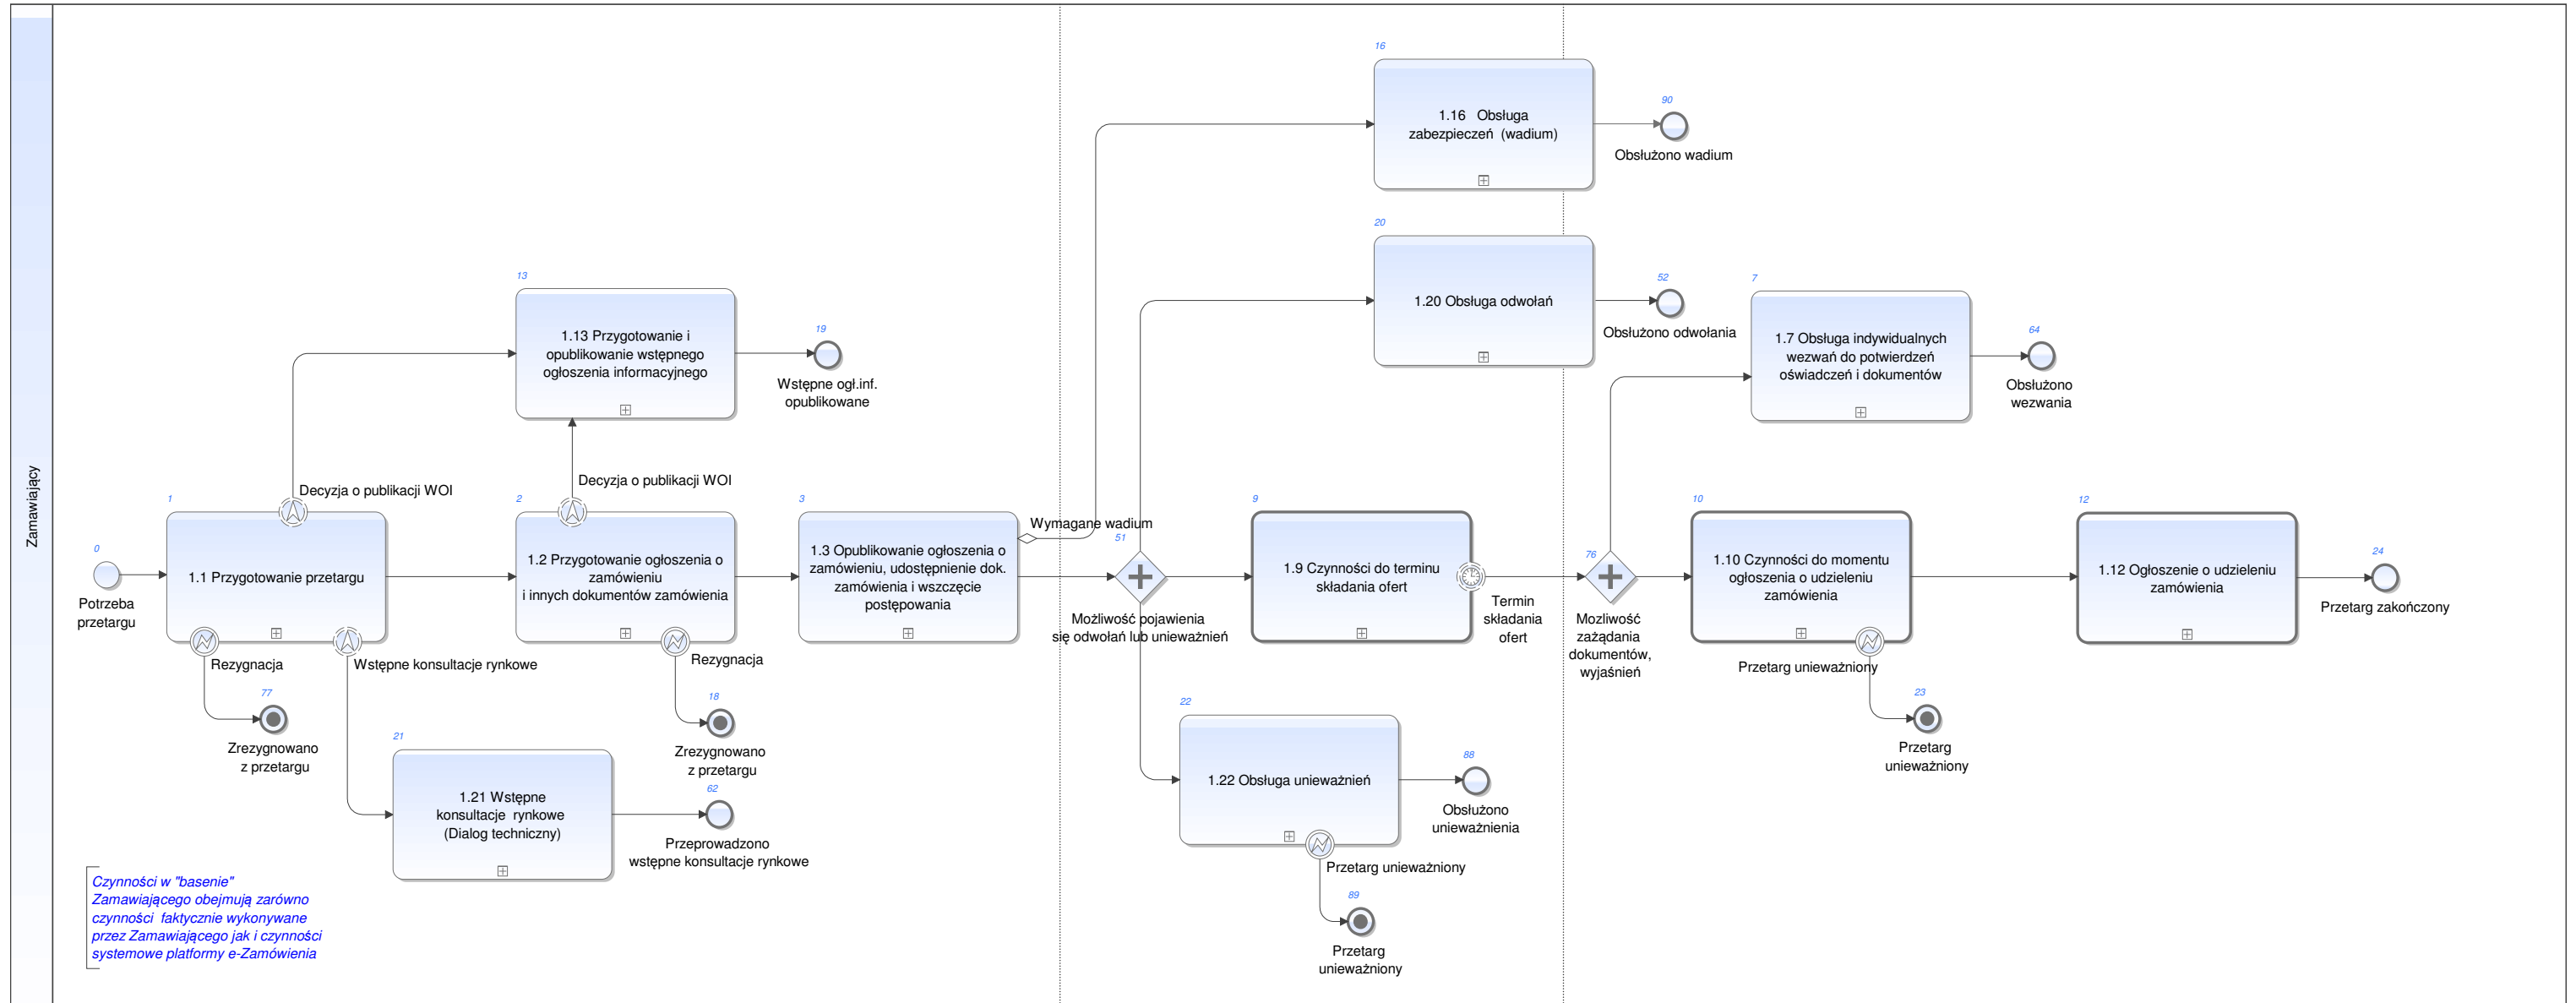 Zamawiający
0
Potrzeba
przetargu
1
1.1 Przygotowanie przetargu
Decyzja o publikacji WOI
Rezygnacja
77
Zrezygnowano
z przetargu
Wstępne konsultacje rynkowe
21
1.21 Wstępne
konsultacje rynkowe
(Dialog techniczny)
62
Przeprowadzono
wstępne konsultacje rynkowe
13
1.13 Przygotowanie i
opublikowanie wstępnego
ogłoszenia informacyjnego
19
Wstępne ogł.inf.
opublikowane
2
Decyzja o publikacji WOI
1.2 Przygotowanie ogłoszenia o
zamówieniu
i innych dokumentów zamówienia
Rezygnacja
18
Zrezygnowano
z przetargu
3
1.3 Opublikowanie ogłoszenia o
zamówieniu, udostępnienie dok.
zamówienia i wszczęcie
postępowania
Wymagane wadium
51
Możliwość pojawienia
się odwołań lub unieważnień
16
1.16 Obsługa
zabezpieczeń (wadium)
90
Obsłużono wadium
20
1.20 Obsługa odwołań
52
Obsłużono odwołania
9
1.9 Czynności do terminu
składania ofert
Termin
składania
ofert
22
1.22 Obsługa unieważnień
88
Obsłużono
unieważnienia
Przetarg unieważniony
89
Przetarg
unieważniony
76
Mozliwość
zażądania
dokumentów,
wyjaśnień
7
1.7 Obsługa indywidualnych
wezwań do potwierdzeń
oświadczeń i dokumentów
64
Obsłużono
wezwania
10
1.10 Czynności do momentu
ogłoszenia o udzieleniu
zamówienia
Przetarg unieważniony
23
Przetarg
unieważniony
12
1.12 Ogłoszenie o udzieleniu
zamówienia
24
Przetarg zakończony
Czynności w "basenie"
Zamawiającego obejmują zarówno
czynności faktycznie wykonywane
przez Zamawiającego jak i czynności
systemowe platformy e-Zamówienia